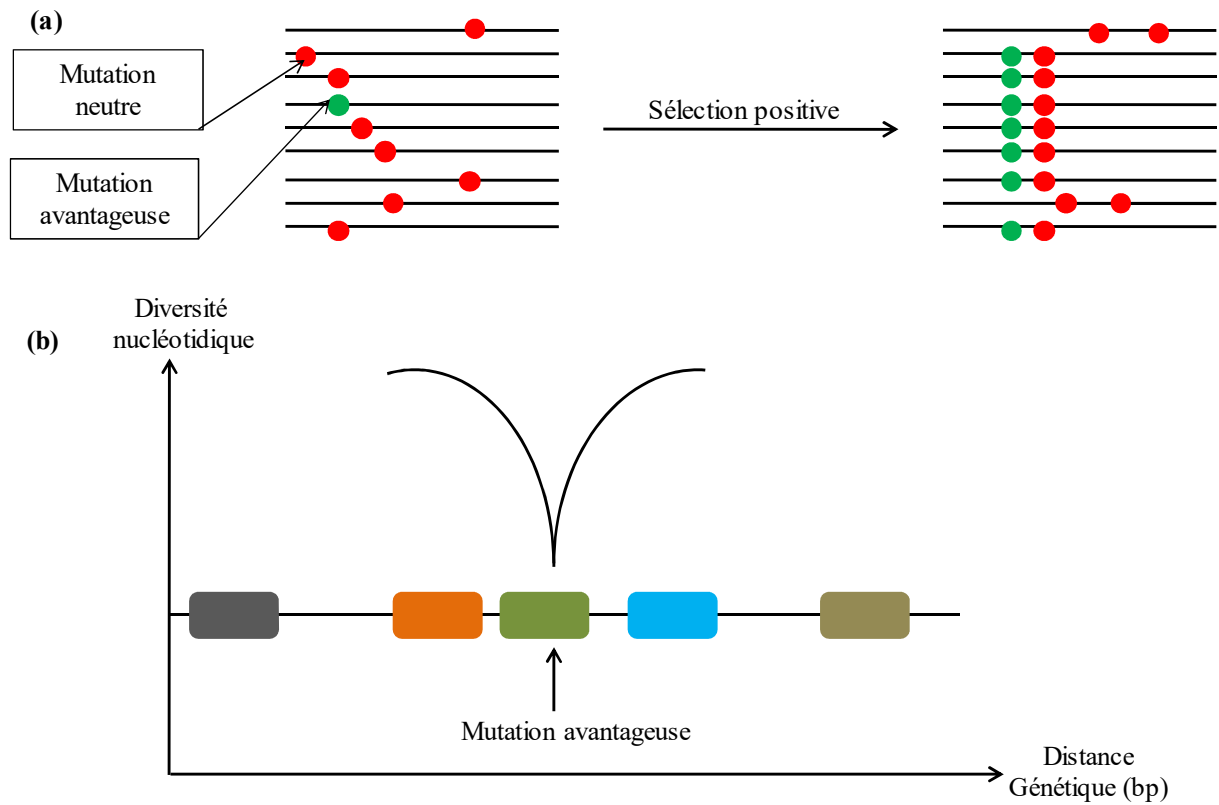 (a)
Mutation
neutre
Mutation
avantageuse
Sélection positive
(b)
Diversité
nucléotidique
Mutation avantageuse
Distance
Génétique (bp)